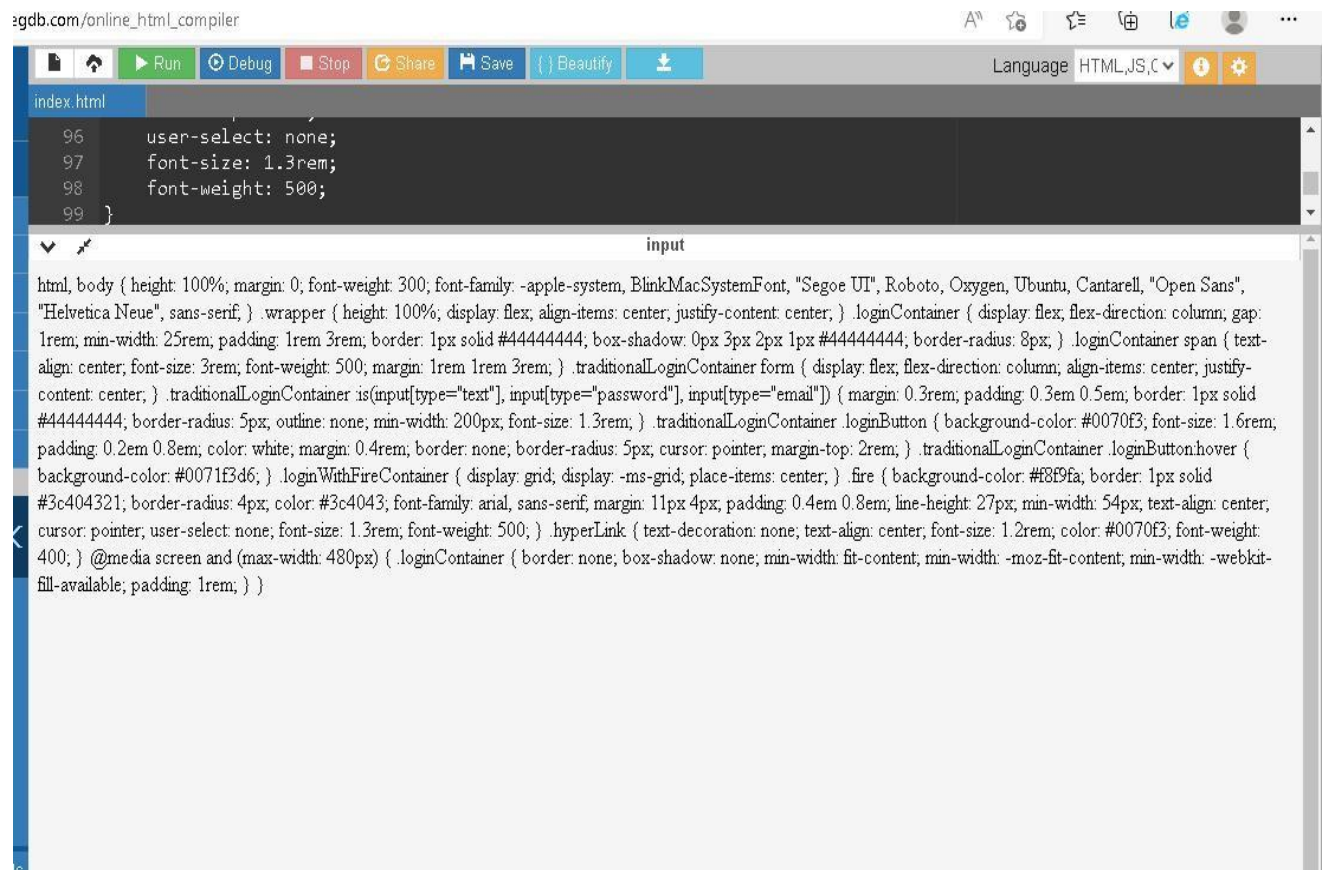 egdb.com/online_html_compiler
Run Debug Stop Share Save { } Beautify Language HTML,JS,C
index.html
96 user-select: none;
97 font-size: 1.3rem;
98 font-weight: 500;
99 }
input
html, body { height: 100%; margin: 0; font-weight: 300; font-family: -apple-system, BlinkMacSystemFont, "Segoe UI", Roboto, Oxygen, Ubuntu, Cantarell, "Open Sans",
"Helvetica Neue", sans-serif; } .wrapper { height: 100%; display: flex; align-items: center; justify-content: center; } .loginContainer { display: flex; flex-direction: column; gap:
1rem; min-width: 25rem; padding: 1rem 3rem; border: 1px solid #44444444; box-shadow: 0px 3px 2px 1px #44444444; border-radius: 8px; } .loginContainer span { text-
align: center; font-size: 3rem; font-weight: 500; margin: 1rem 1rem 3rem; } .traditionalLoginContainer form { display: flex; flex-direction: column; align-items: center; justify-
content: center; } .traditionalLoginContainer :is(input[type="text"], input[type="password"], input[type="email"]) { margin: 0.3rem; padding: 0.3em 0.5em; border: 1px solid
#44444444; border-radius: 5px; outline: none; min-width: 200px; font-size: 1.3rem; } .traditionalLoginContainer .loginButton { background-color: #0070f3; font-size: 1.6rem;
padding: 0.2em 0.8em; color: white; margin: 0.4rem; border: none; border-radius: 5px; cursor: pointer; margin-top: 2rem; } .traditionalLoginContainer .loginButton:hover {
background-color: #0071f3d6; } .loginWithFireContainer { display: grid; display: -ms-grid; place-items: center; } .fire { background-color: #f8f9fa; border: 1px solid
#3c404321; border-radius: 4px; color: #3c4043; font-family: arial, sans-serif; margin: 11px 4px; padding: 0.4em 0.8em; line-height: 27px; min-width: 54px; text-align: center;
cursor: pointer; user-select: none; font-size: 1.3rem; font-weight: 500; } .hyperLink { text-decoration: none; text-align: center; font-size: 1.2rem; color: #0070f3; font-weight:
400; } @media screen and (max-width: 480px) { .loginContainer { border: none; box-shadow: none; min-width: fit-content; min-width: -moz-fit-content; min-width: -webkit-
fill-available; padding: 1rem; } }